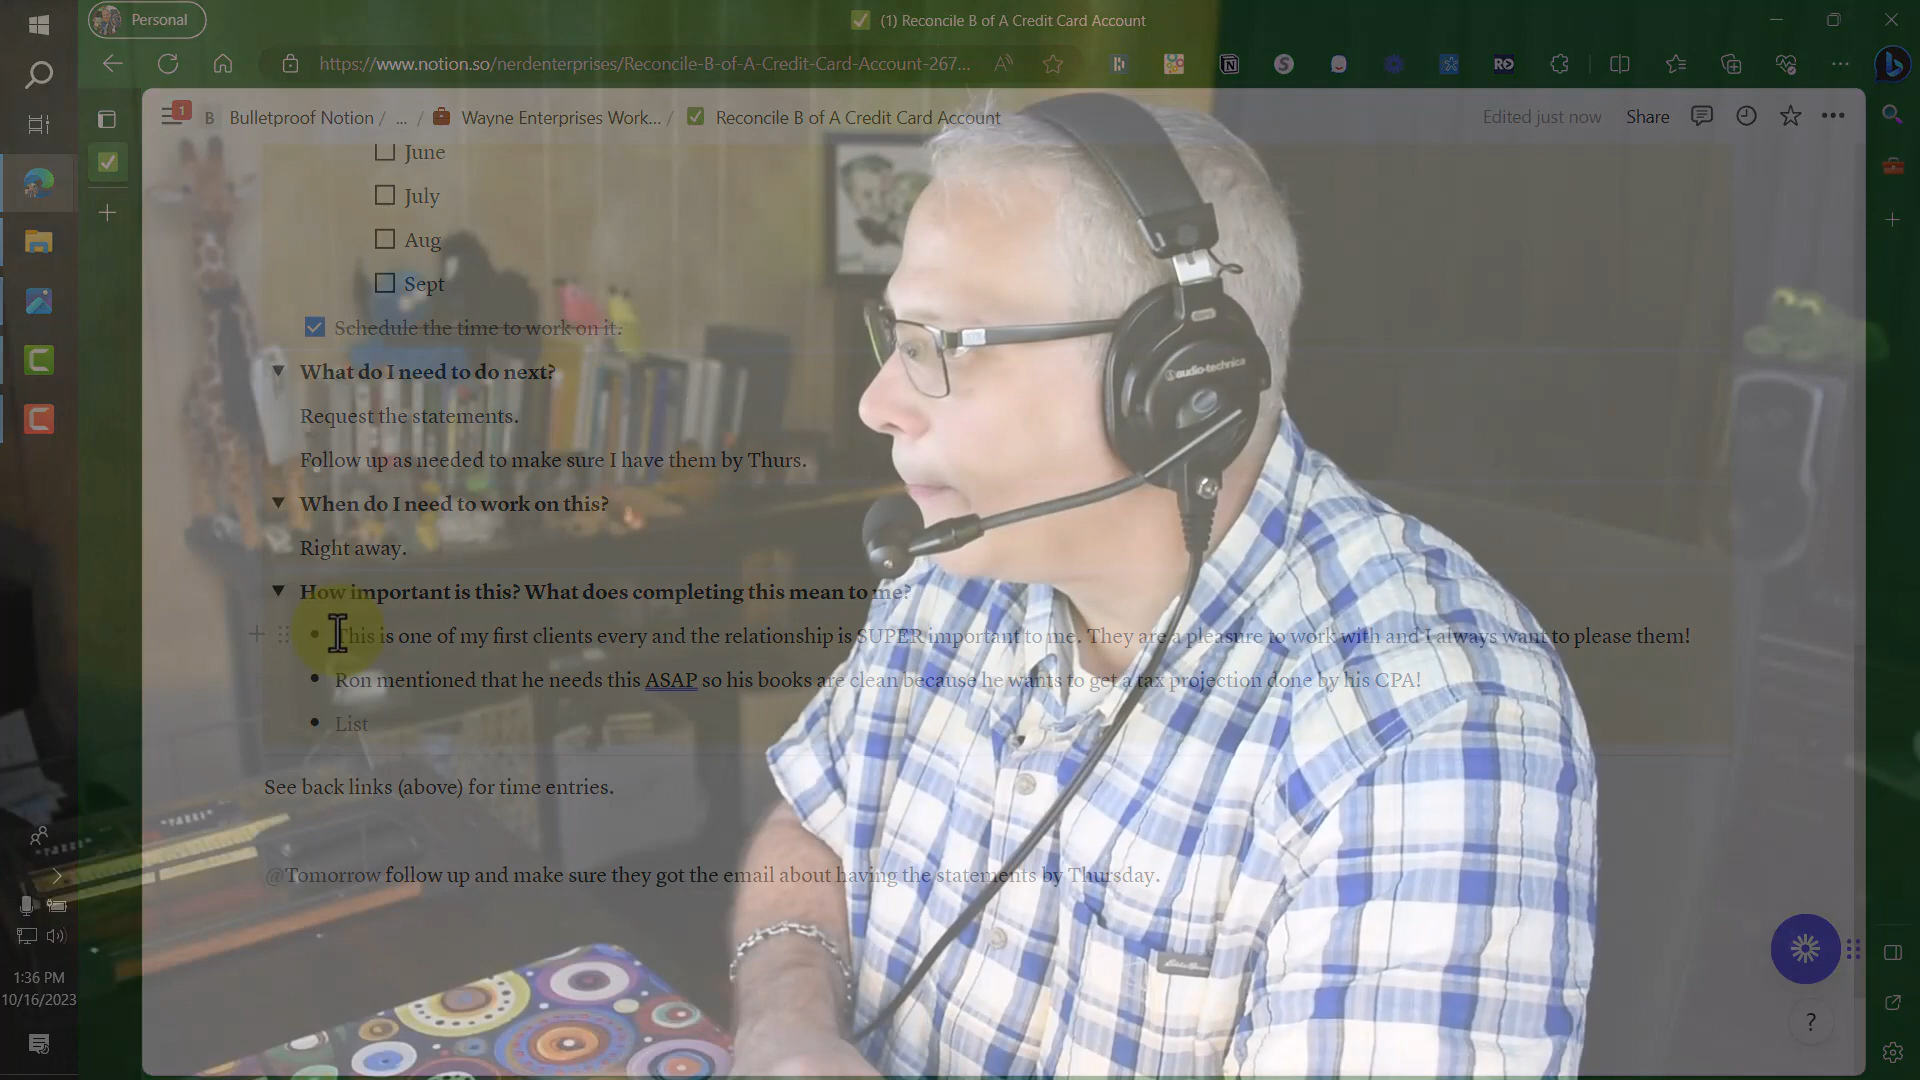 Personal
(1) Reconcile B of A Credit Card Account
https://www.notion.so/nerdenterprises/Reconcile-B-of-A-Credit-Card-Account-267...
1
B Bulletproof Notion / ... / Wayne Enterprises Work... / Reconcile B of A Credit Card Account
Edited just now Share
June
July
Aug
Sept
Schedule the time to work on it.
What do I need to do next?
Request the statements.
Follow up as needed to make sure I have them by Thurs.
When do I need to work on this?
Right away.
How important is this? What does completing this mean to me?
This is one of my first clients every and the relationship is SUPER important to me. They are a pleasure to work with and I always want to please them!
Ron mentioned that he needs this ASAP so his books are clean because he wants to get a tax projection done by his CPA!
List
See back links (above) for time entries.
@Tomorrow follow up and make sure they got the email about having the statements by Thursday.
audio-technica
1:36 PM
10/16/2023
?